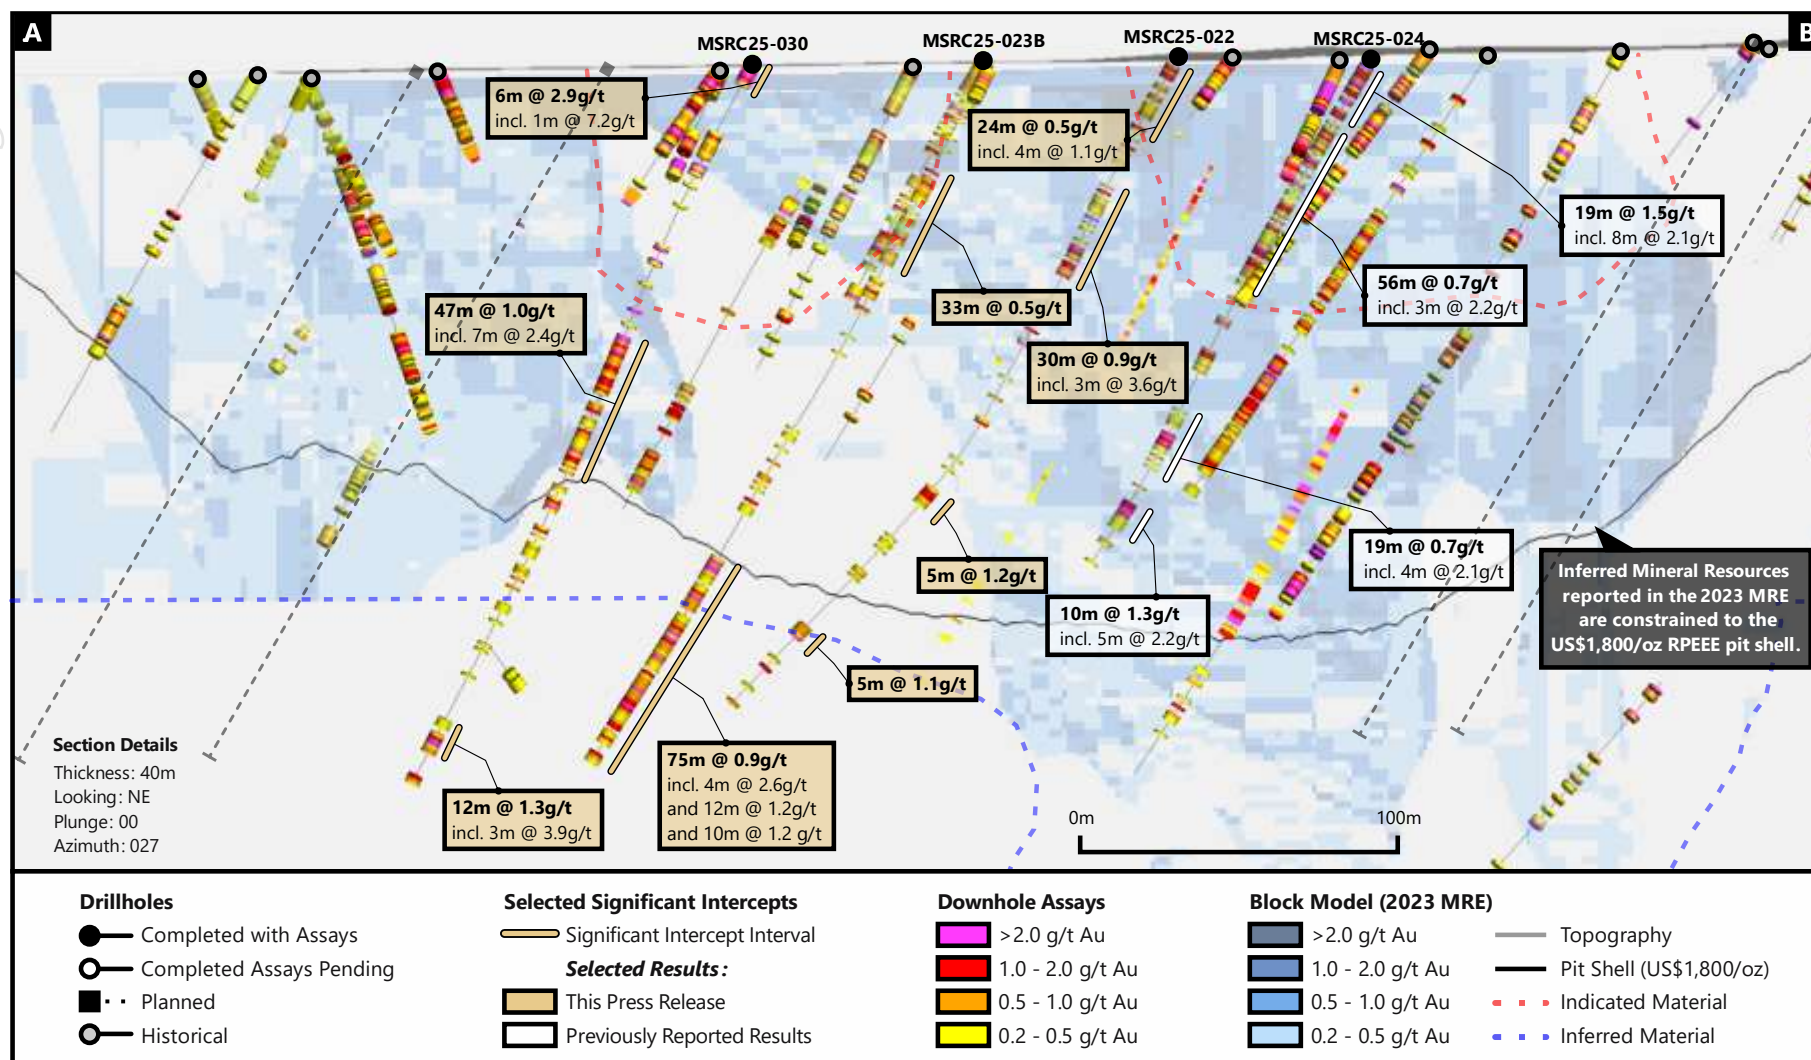 A
MSRC25-030
MSRC25-023B
MSRC25-022
MSRC25-024
B
6m @ 2.9g/t
incl. 1m @ 7.2g/t
24m @ 0.5g/t
incl. 4m @ 1.1g/t
19m @ 1.5g/t
incl. 8m @ 2.1g/t
56m @ 0.7g/t
incl. 3m @ 2.2g/t
33m @ 0.5g/t
47m @ 1.0g/t
incl. 7m @ 2.4g/t
30m @ 0.9g/t
incl. 3m @ 3.6g/t
19m @ 0.7g/t
incl. 4m @ 2.1g/t
5m @ 1.2g/t
10m @ 1.3g/t
incl. 5m @ 2.2g/t
Inferred Mineral Resources
reported in the 2023 MRE
are constrained to the
US$1,800/oz RPEEE pit shell.
5m @ 1.1g/t
75m @ 0.9g/t
incl. 4m @ 2.6g/t
and 12m @ 1.2g/t
and 10m @ 1.2 g/t
12m @ 1.3g/t
incl. 3m @ 3.9g/t
Section Details
Thickness: 40m
Looking: NE
Plunge: 00
Azimuth: 027
0m
100m
Drillholes
Completed with Assays
Completed Assays Pending
Planned
Historical
Selected Significant Intercepts
Significant Intercept Interval
Selected Results:
This Press Release
Previously Reported Results
Downhole Assays
>2.0 g/t Au
1.0 - 2.0 g/t Au
0.5 - 1.0 g/t Au
0.2 - 0.5 g/t Au
Block Model (2023 MRE)
>2.0 g/t Au
1.0 - 2.0 g/t Au
0.5 - 1.0 g/t Au
0.2 - 0.5 g/t Au
Topography
Pit Shell (US$1,800/oz)
Indicated Material
Inferred Material